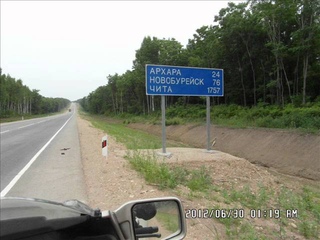 АРХАРА 24
НОВОБУРЕЙСК 76
ЧИТА 1757
2012/06/30 01:19 AM